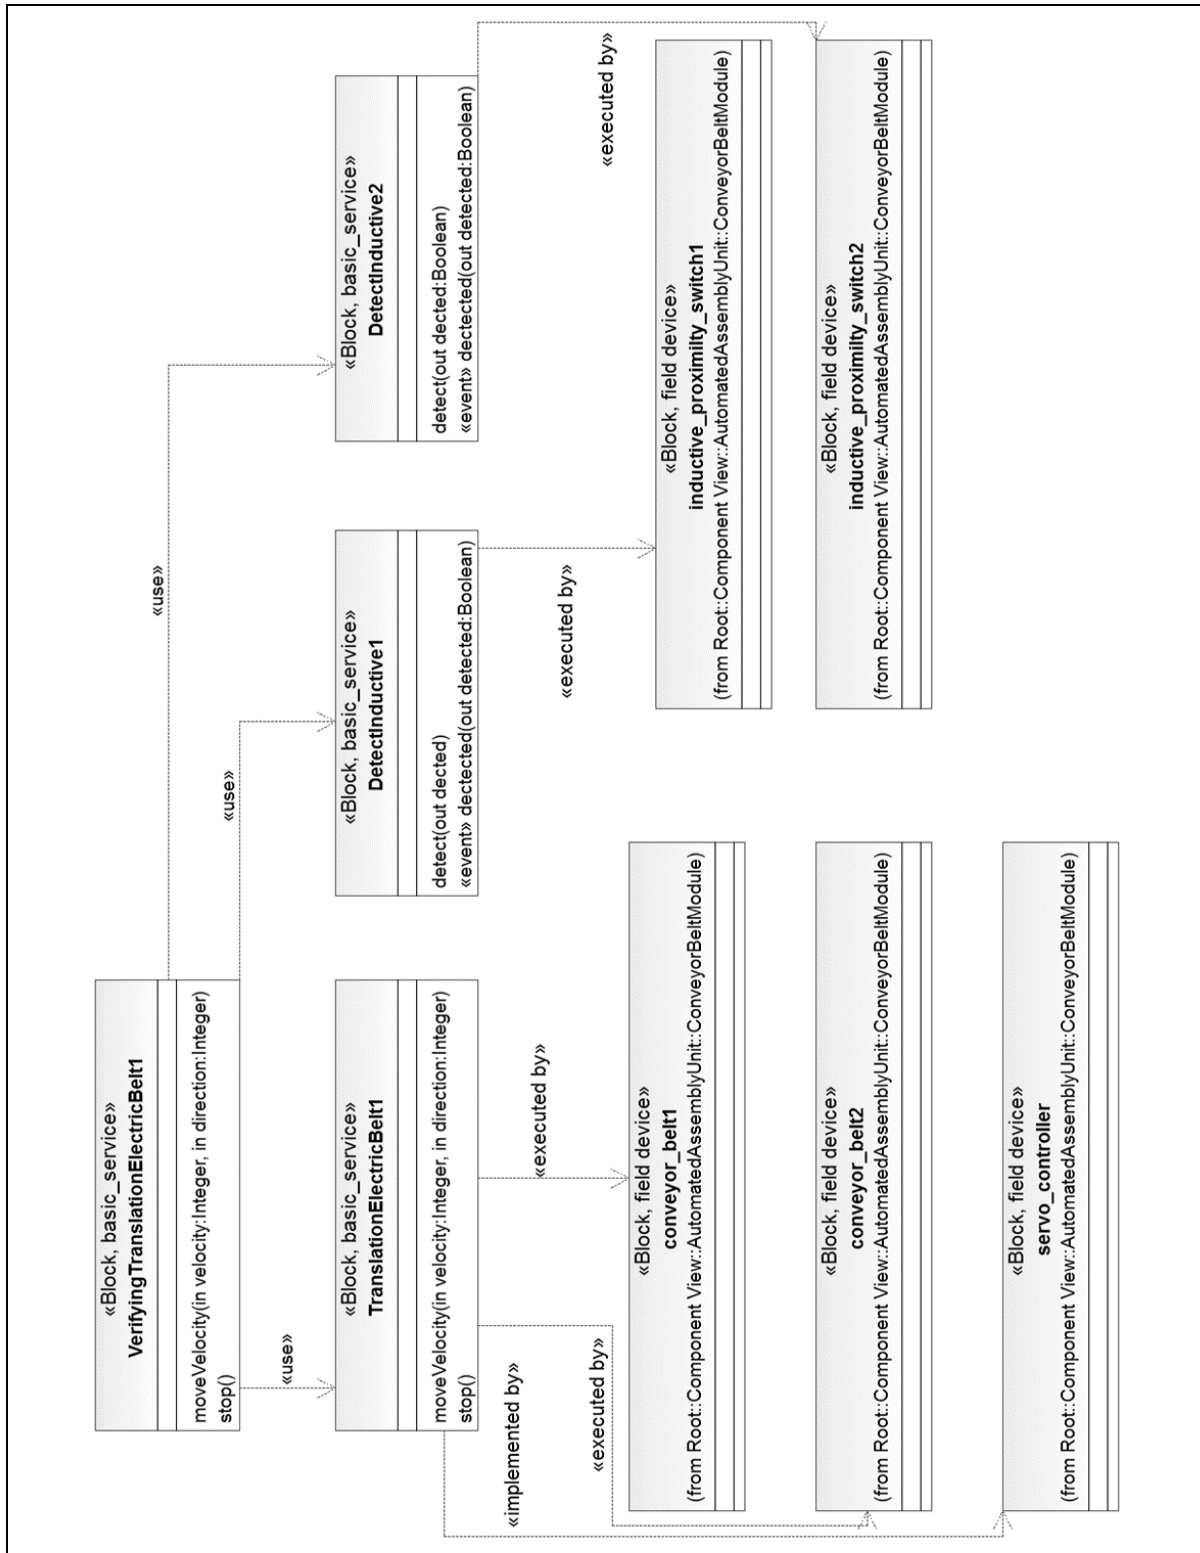 «Block, basic_service»
VerifyingTranslationElectricBelt1
moveVelocity(in velocity:Integer, in direction:Integer)
stop()
«use»
«use»
«use»
«Block, basic_service»
TranslationElectricBelt1
moveVelocity(in velocity:Integer, in direction:Integer)
stop()
«Block, basic_service»
DetectInductive1
detect(out dected)
«event» dectected(out detected:Boolean)
«Block, basic_service»
DetectInductive2
detect(out dected:Boolean)
«event» dectected(out detected:Boolean)
«implemented by»
«executed by»
«executed by»
«executed by»
«executed by»
«Block, field device»
conveyor_belt1
(from Root::Component View::AutomatedAssemblyUnit::ConveyorBeltModule)
«Block, field device»
inductive_proximilty_switch1
(from Root::Component View::AutomatedAssemblyUnit::ConveyorBeltModule)
«Block, field device»
conveyor_belt2
(from Root::Component View::AutomatedAssemblyUnit::ConveyorBeltModule)
«Block, field device»
inductive_proximilty_switch2
(from Root::Component View::AutomatedAssemblyUnit::ConveyorBeltModule)
«Block, field device»
servo_controller
(from Root::Component View::AutomatedAssemblyUnit::ConveyorBeltModule)